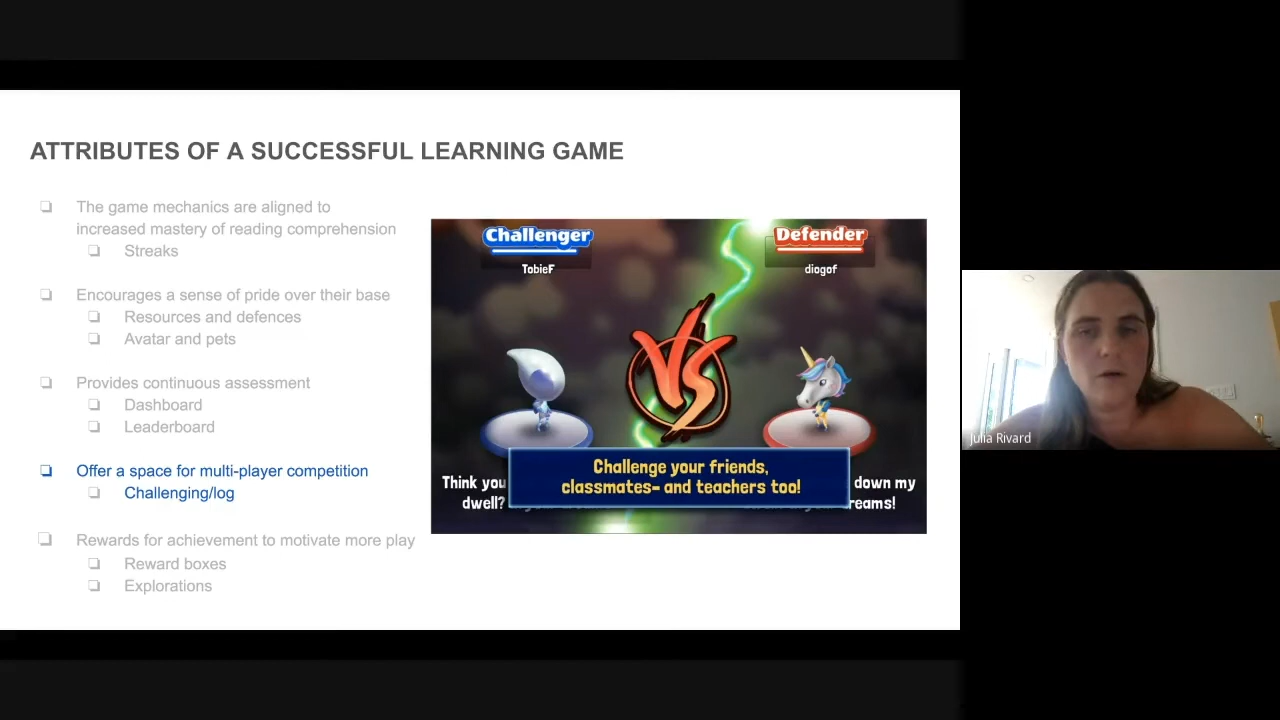 ATTRIBUTES OF A SUCCESSFUL LEARNING GAME
The game mechanics are aligned to
increased mastery of reading comprehension
Streaks
Encourages a sense of pride over their base
Resources and defences
Avatar and pets
Provides continuous assessment
Dashboard
Leaderboard
Offer a space for multi-player competition
Challenging/log
Rewards for achievement to motivate more play
Reward boxes
Explorations
Challenger
TobieF
Defender
diogof
VS
Challenge your friends,
classmates- and teachers too!
Think you
dwell?
down my
reams!
Julia Rivard